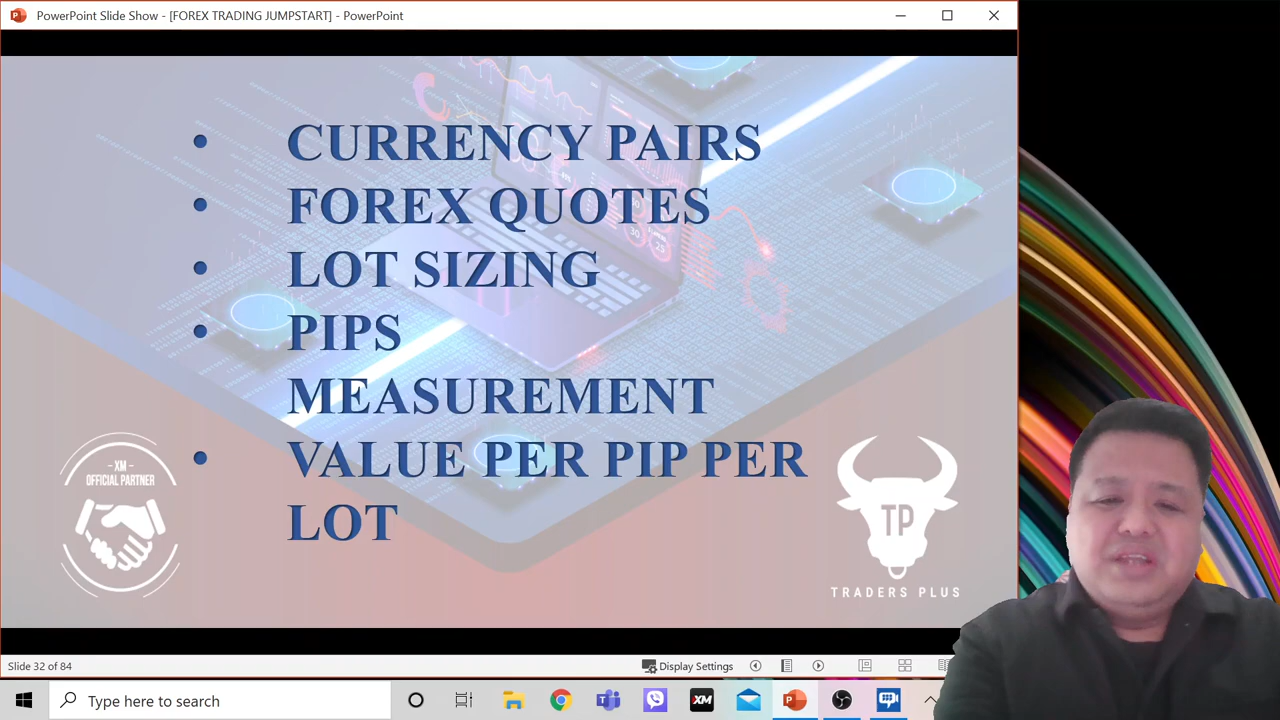 PowerPoint Slide Show - [FOREX TRADING JUMPSTART] - PowerPoint
• CURRENCY PAIRS
• FOREX QUOTES
• LOT SIZING
• PIPS
MEASUREMENT
• VALUE PER PIP PER
LOT
- XM -
OFFICIAL PARTNER
TP
TRADERS PLUS
Slide 32 of 84
Display Settings
Type here to search
XM